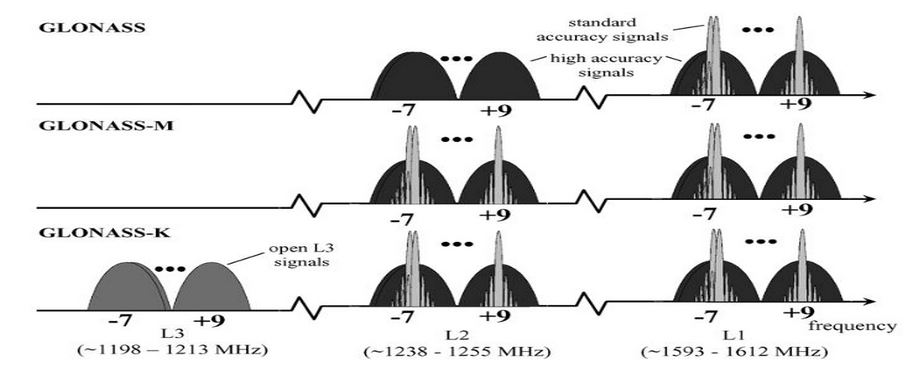 GLONASS
standard
accuracy signals
high accuracy
signals
-7 +9 -7 +9
GLONASS-M
-7 +9 -7 +9
GLONASS-K
open L3
signals
-7 +9 -7 +9 -7 +9
frequency
L3 L2 L1
(~1198 – 1213 MHz) (~1238 - 1255 MHz) (~1593 - 1612 MHz)